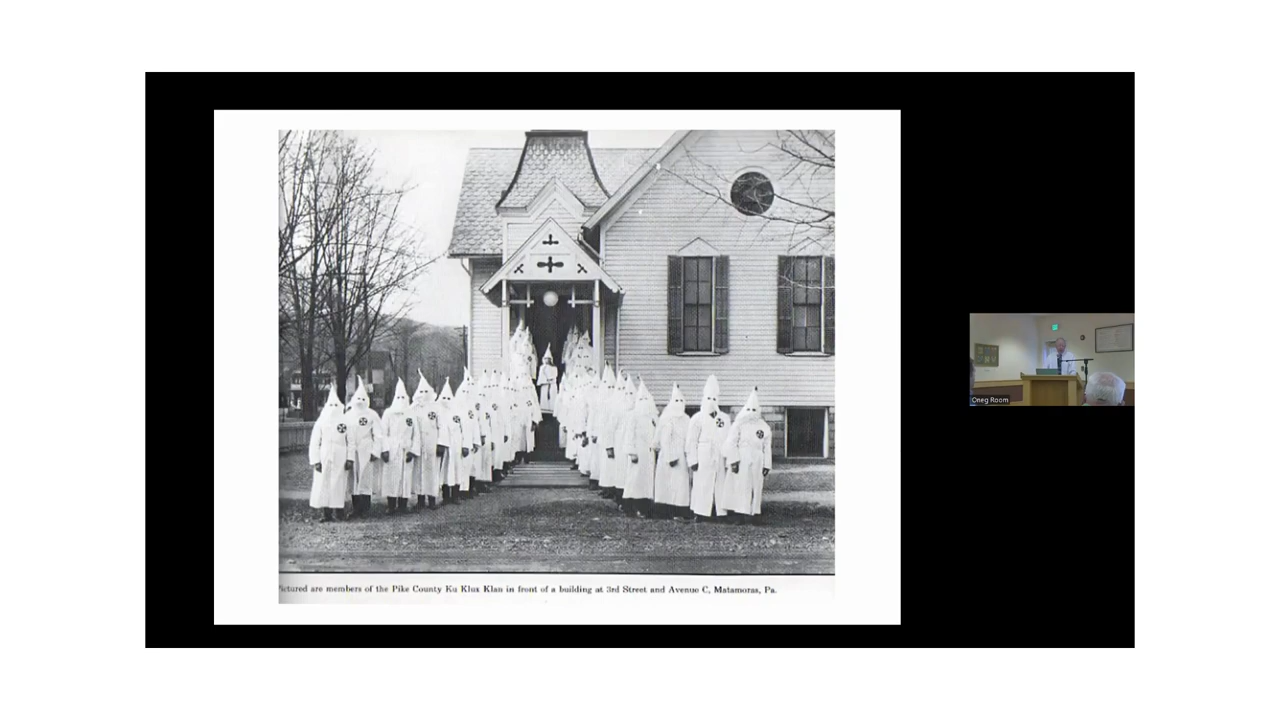 ictured are members of the Pike County Ku Klux Klan in front of a building at 3rd Street and Avenue C, Matamoras, Pa.
Oneg Room